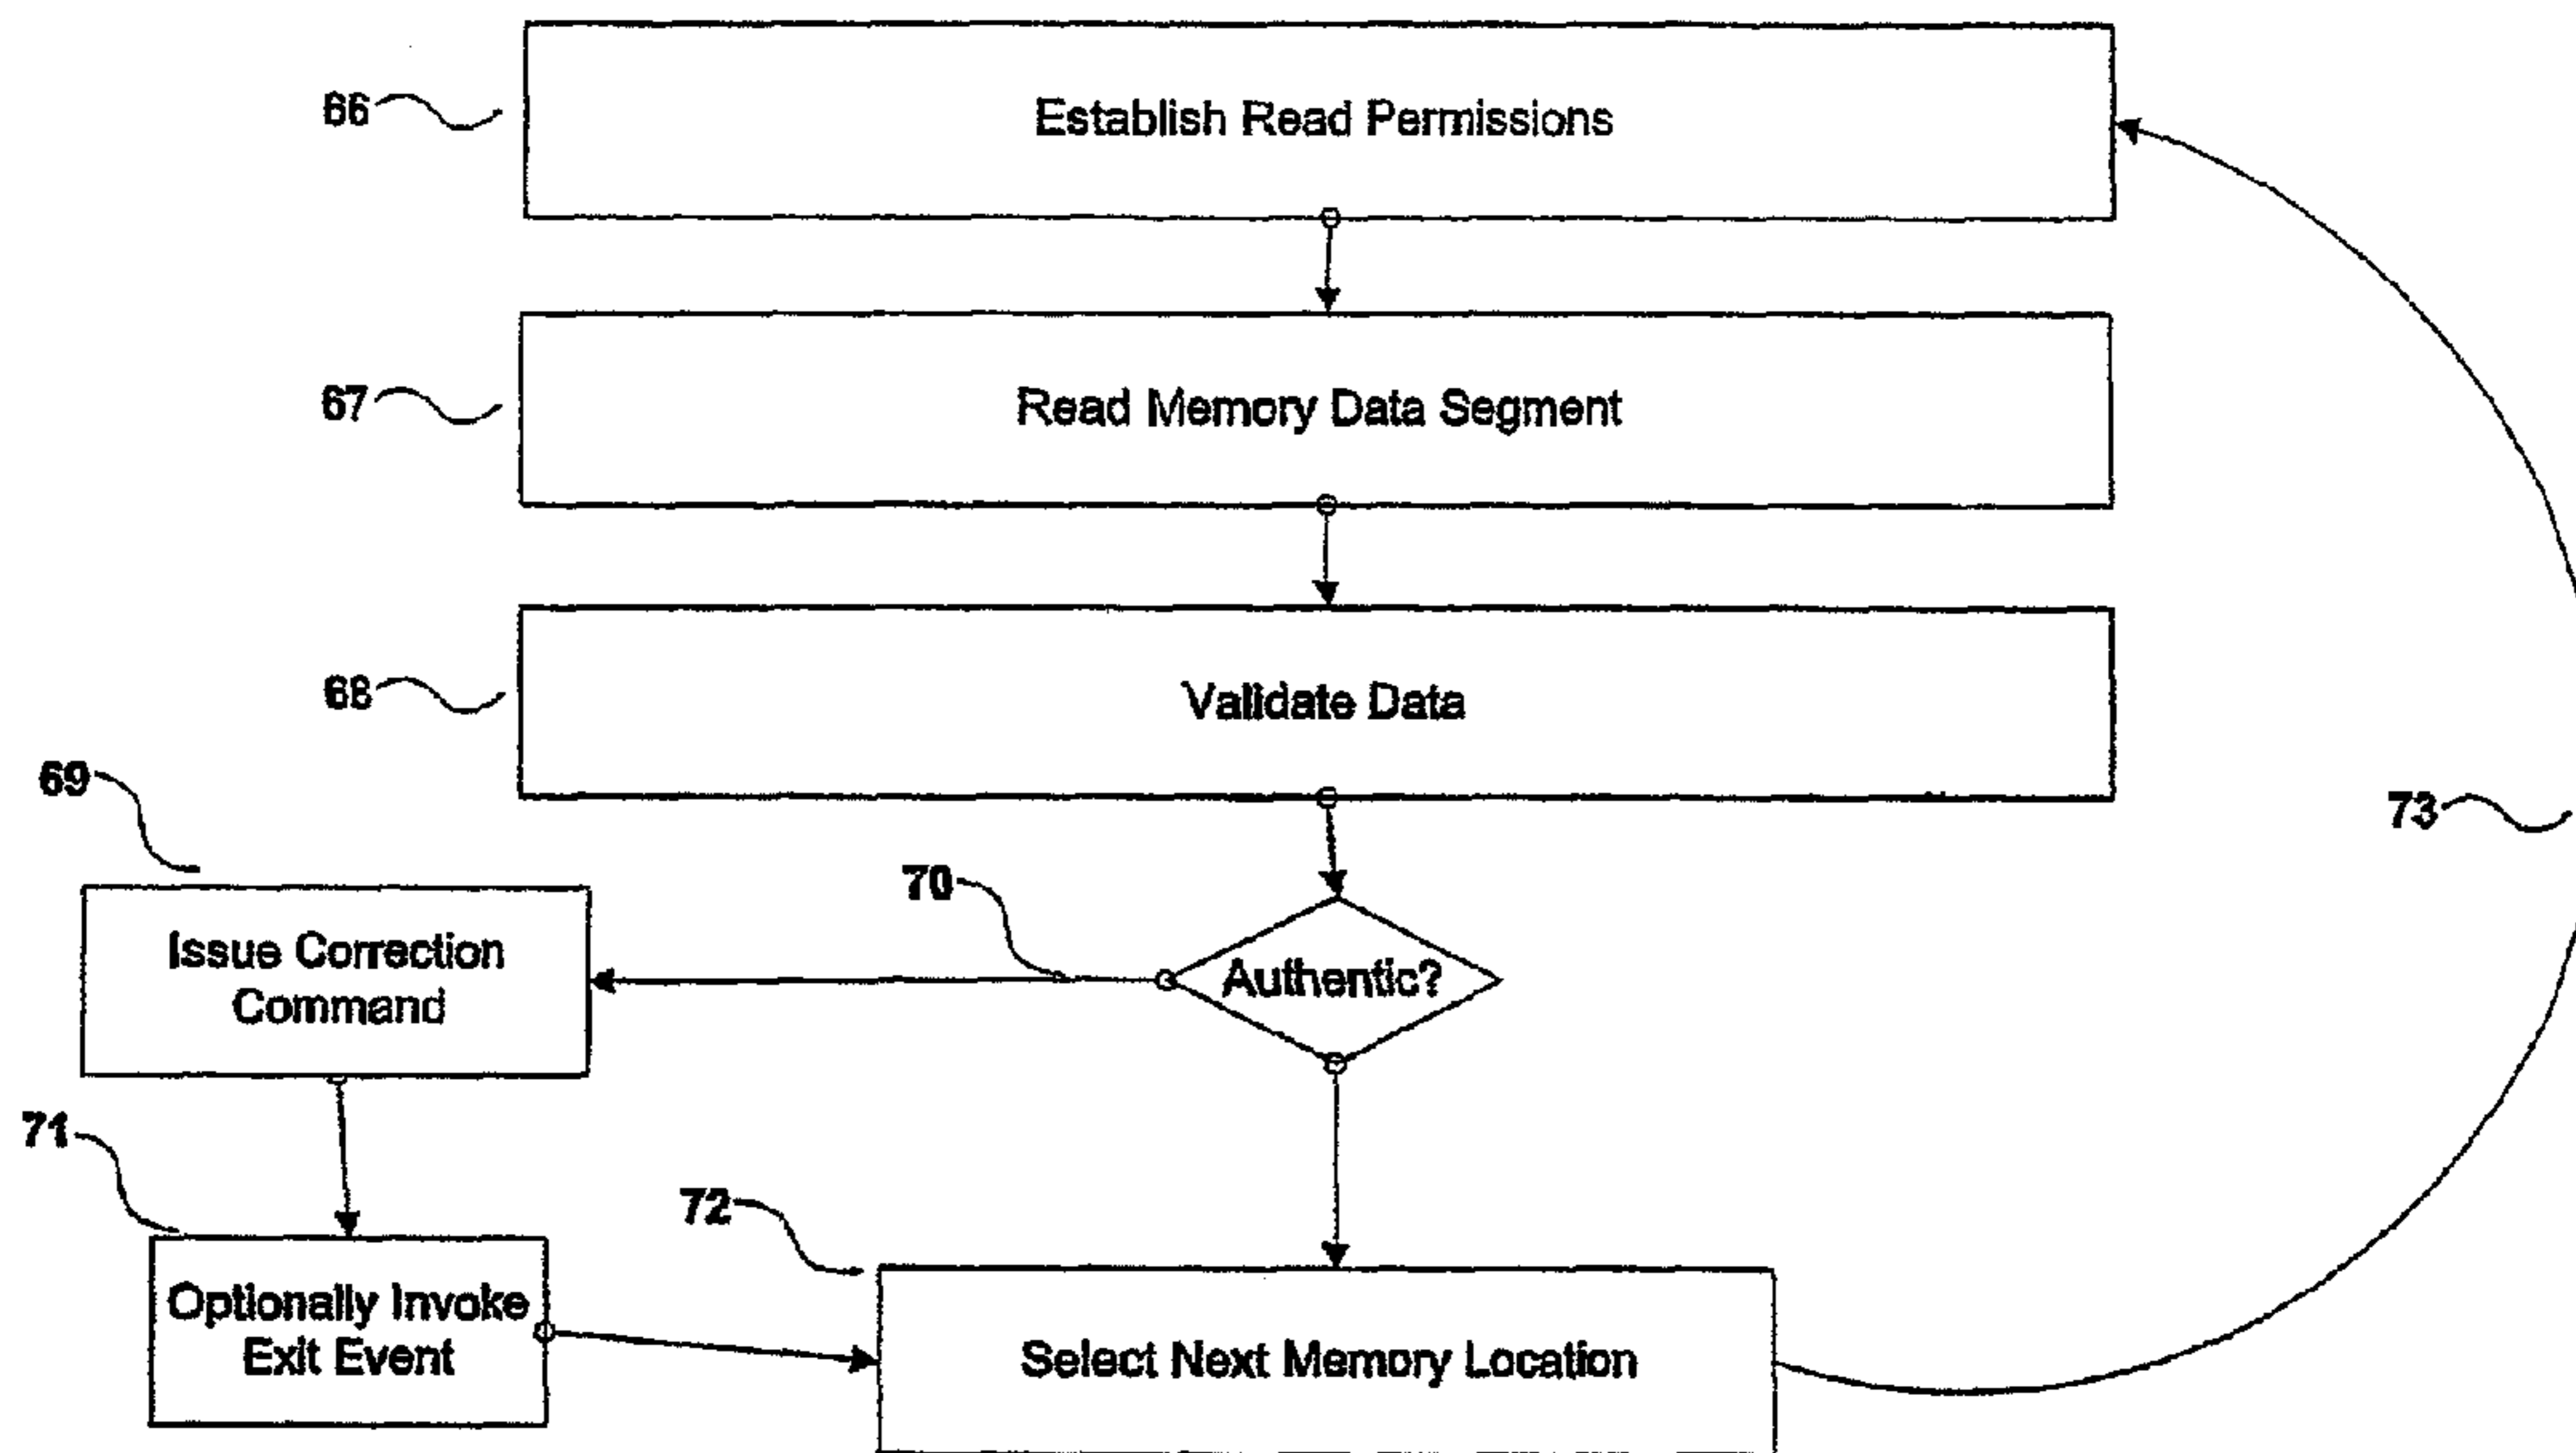 66
Establish Read Permissions
67
Read Memory Data Segment
68
Validate Data
69
70
73
Issue Correction
Command
Authentic?
71
72
Optionally Invoke
Exit Event
Select Next Memory Location